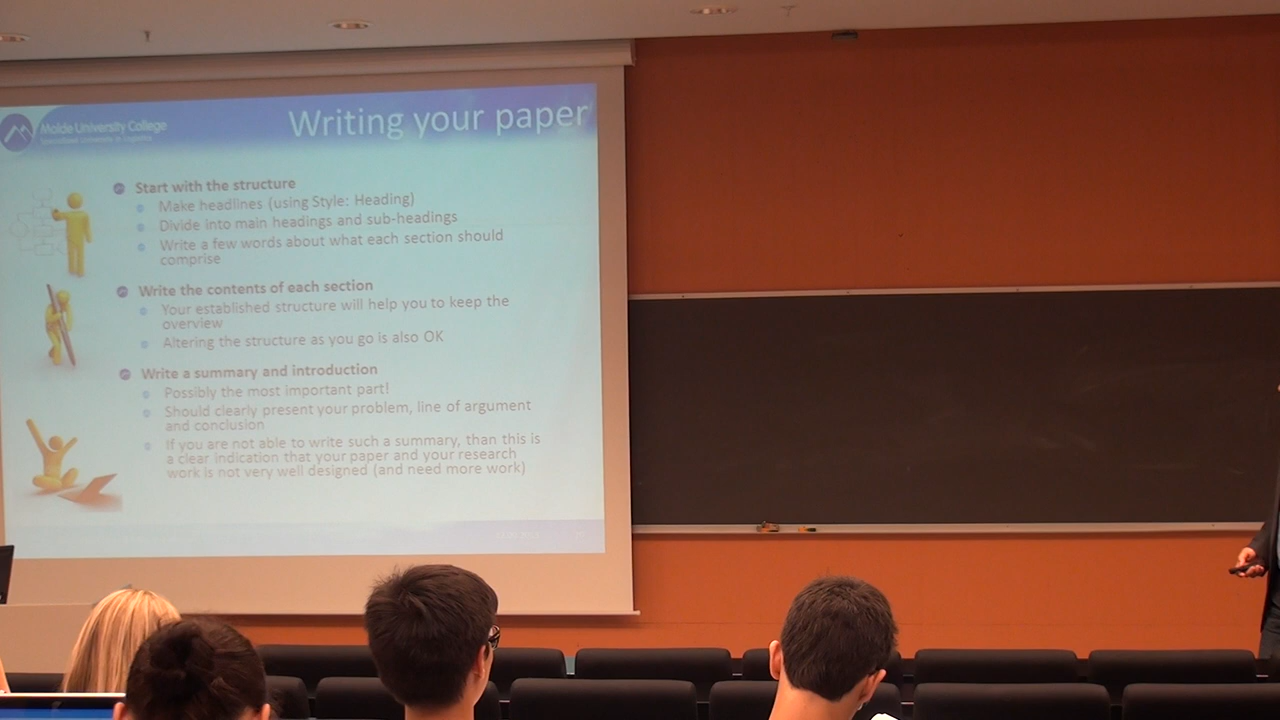 Molde University College
Writing your paper
Start with the structure
Make headlines (using Style: Heading)
Divide into main headings and sub-headings
Write a few words about what each section should
comprise
Write the contents of each section
Your established structure will help you to keep the
overview
Altering the structure as you go is also OK
Write a summary and introduction
Possibly the most important part!
Should clearly present your problem, line of argument
and conclusion
If you are not able to write such a summary, than this is
a clear indication that your paper and your research
work is not very well designed (and need more work)